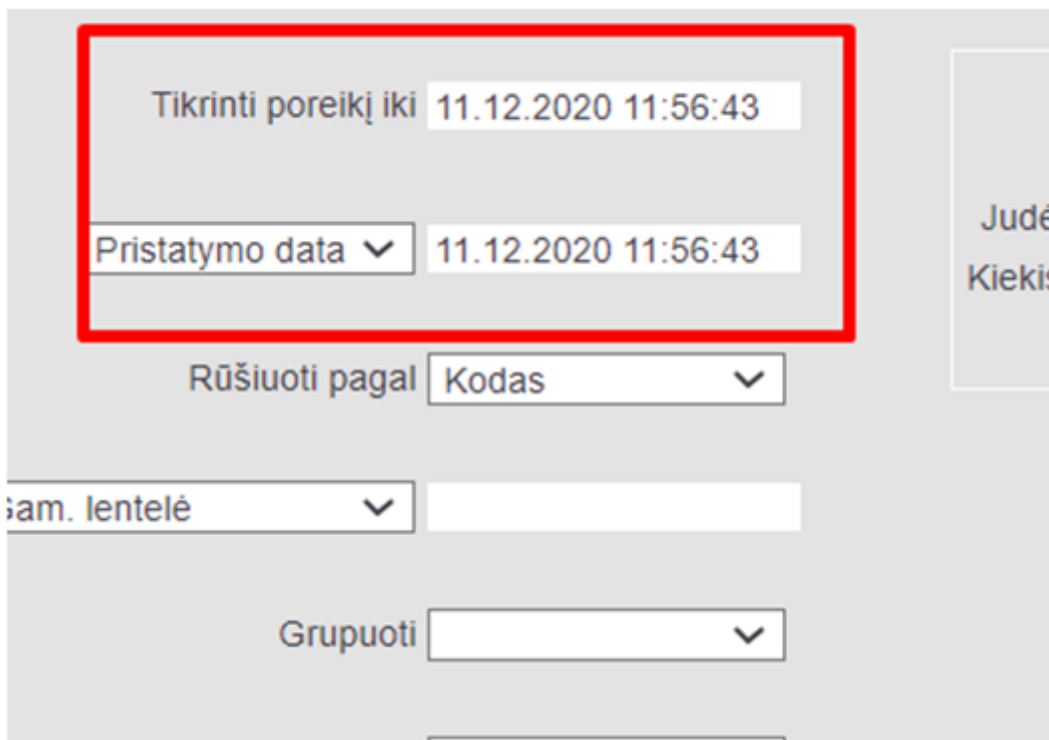 Tikrinti poreikį iki 11.12.2020 11:56:43
Pristatymo data 11.12.2020 11:56:43
Rūšiuoti pagal Kodas
lentelė
Grupuoti